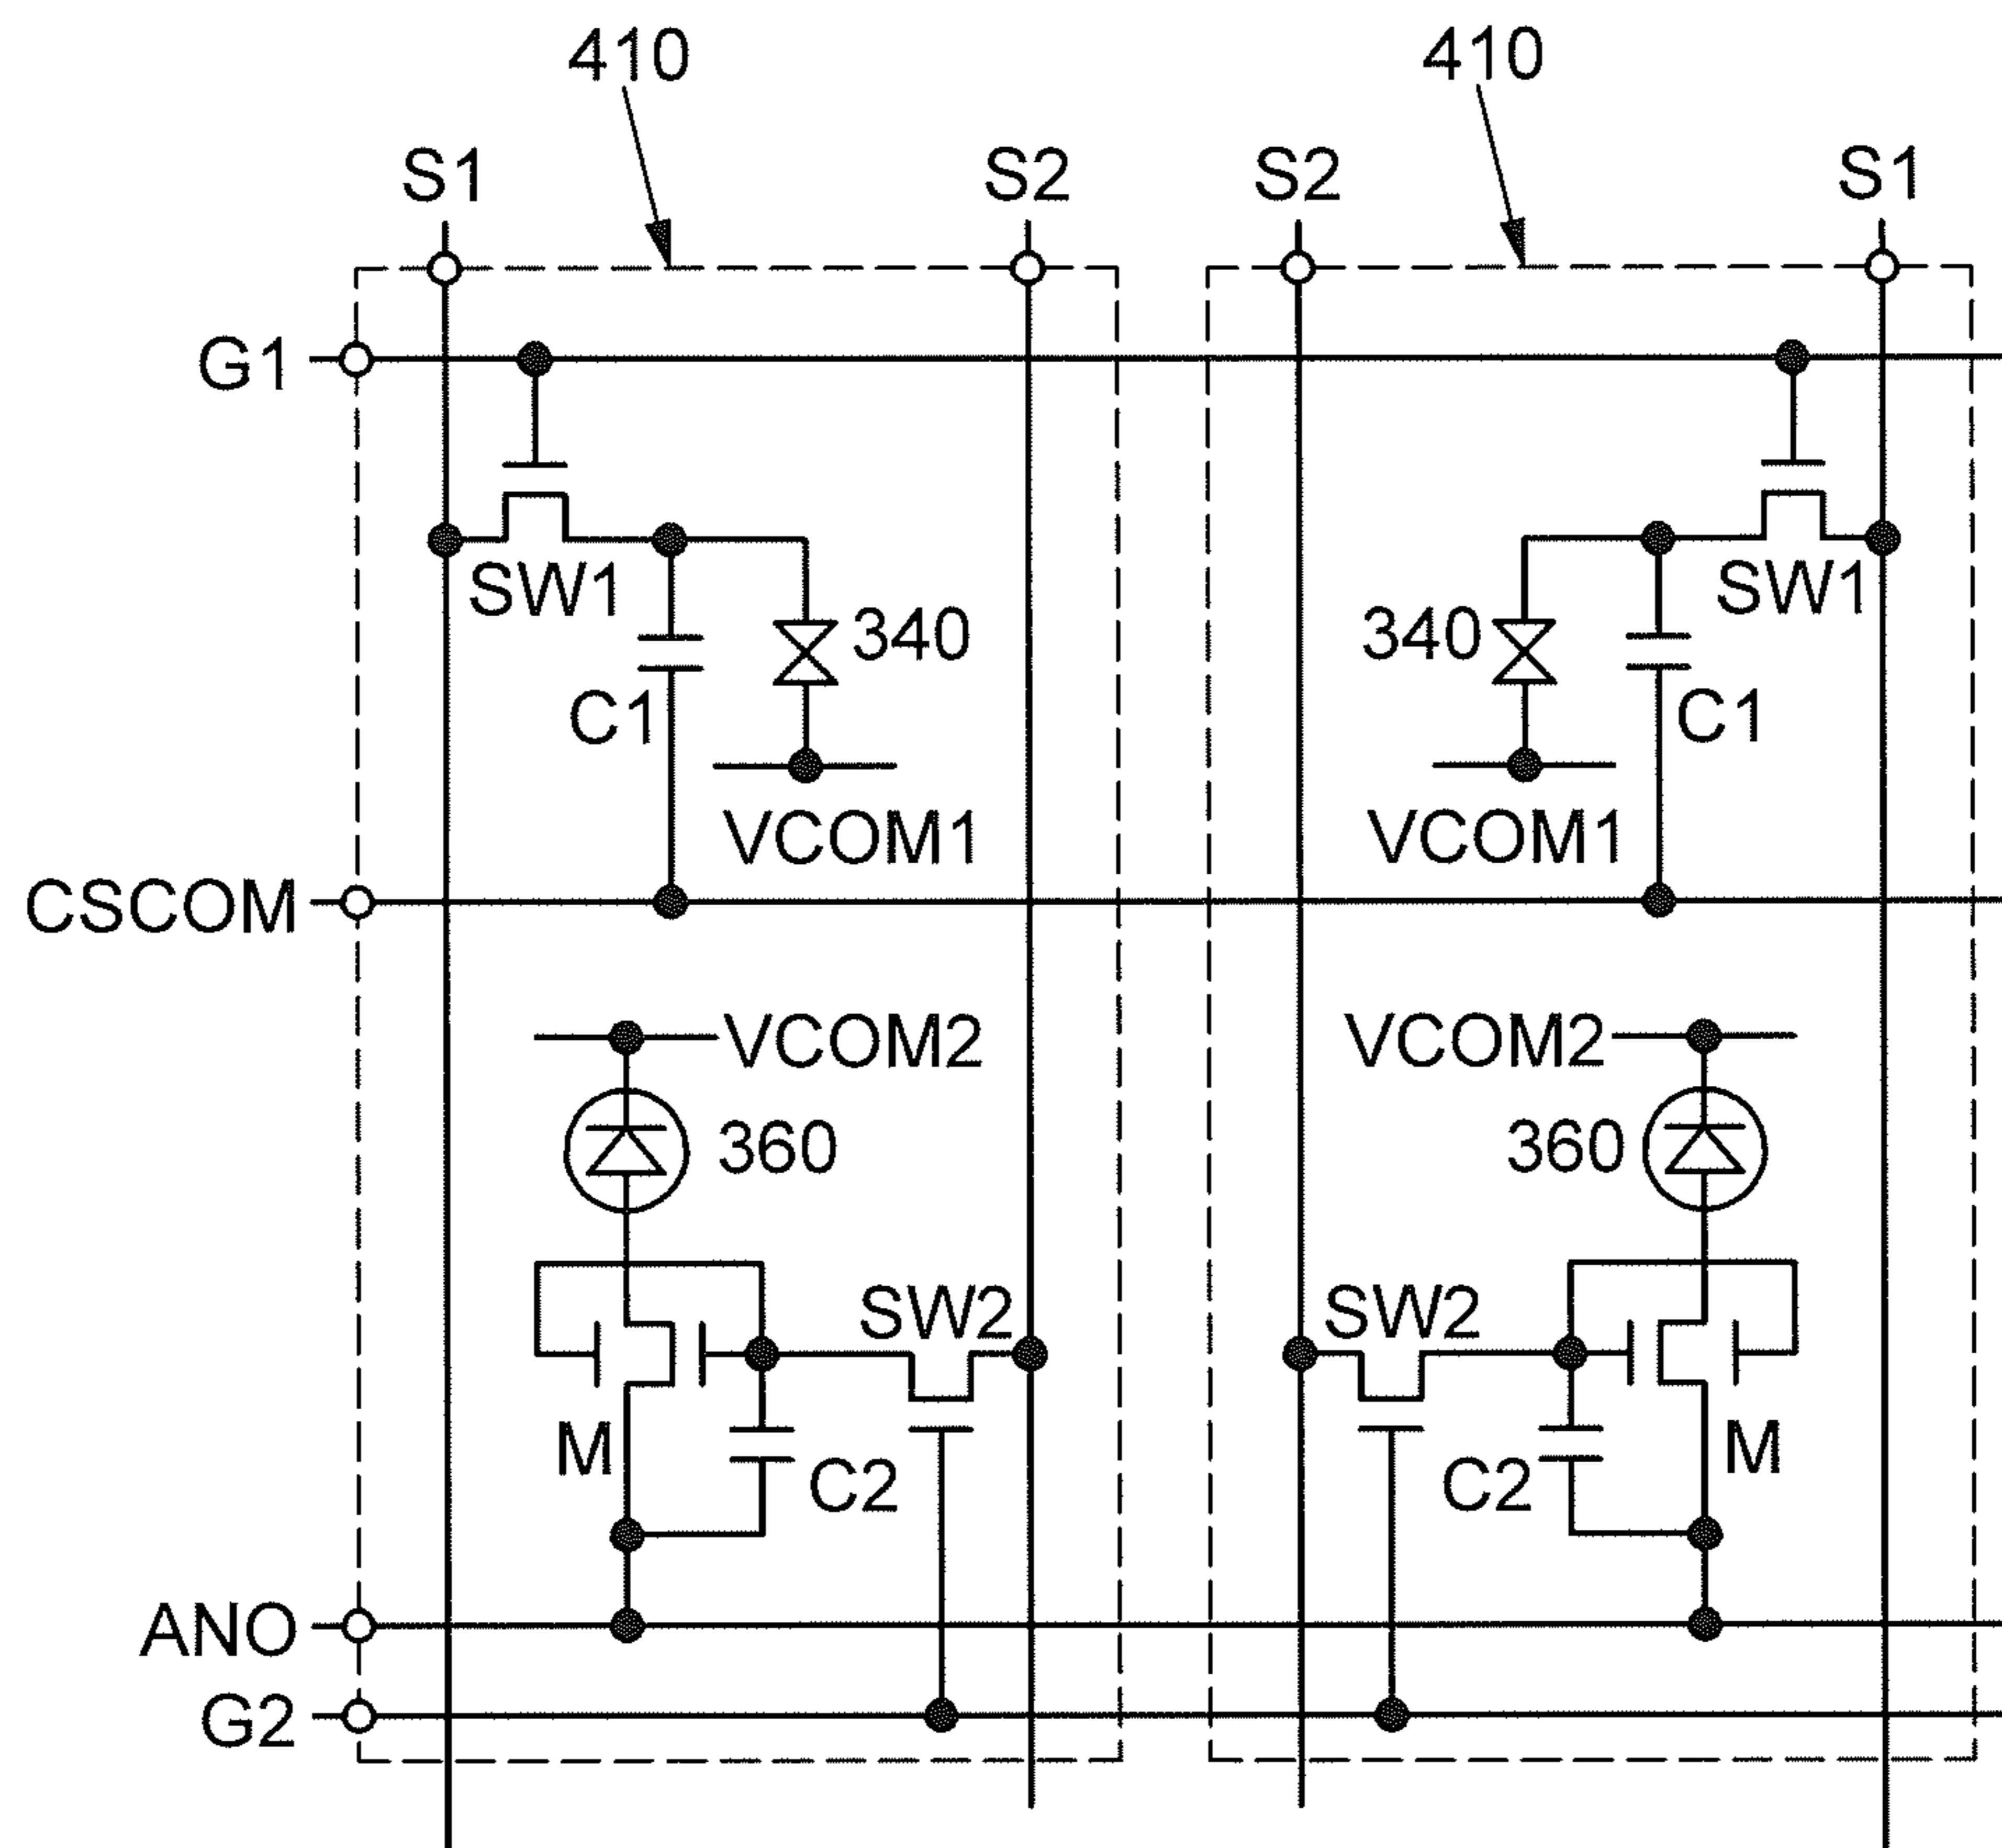 410 410
S1 S2 S2 S1
G1
SW1 SW1
340 340
C1 C1
VCOM1 VCOM1
CSCOM
VCOM2 VCOM2
360 360
SW2 SW2
M M
C2 C2
ANO
G2